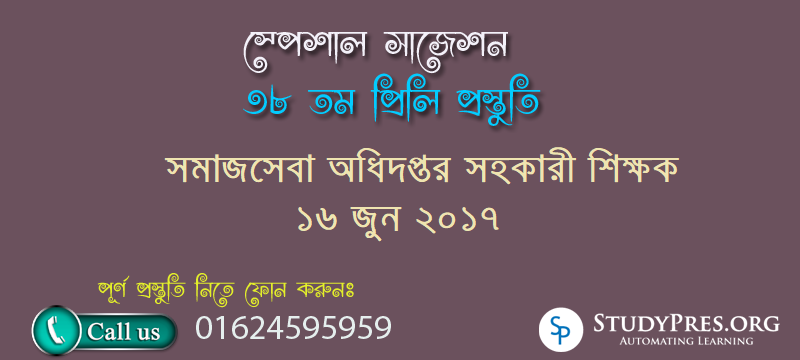 স্পেশাল সাজেশন
৩৮ তম প্রিলি প্রস্তুতি
সমাজসেবা অধিদপ্তর সহকারী শিক্ষক
১৬ জুন ২০১৭
পূর্ণ প্রস্তুতি নিতে ফোন করুনঃ
Call us 01624595959
SP STUDYPRES.ORG
AUTOMATING LEARNING